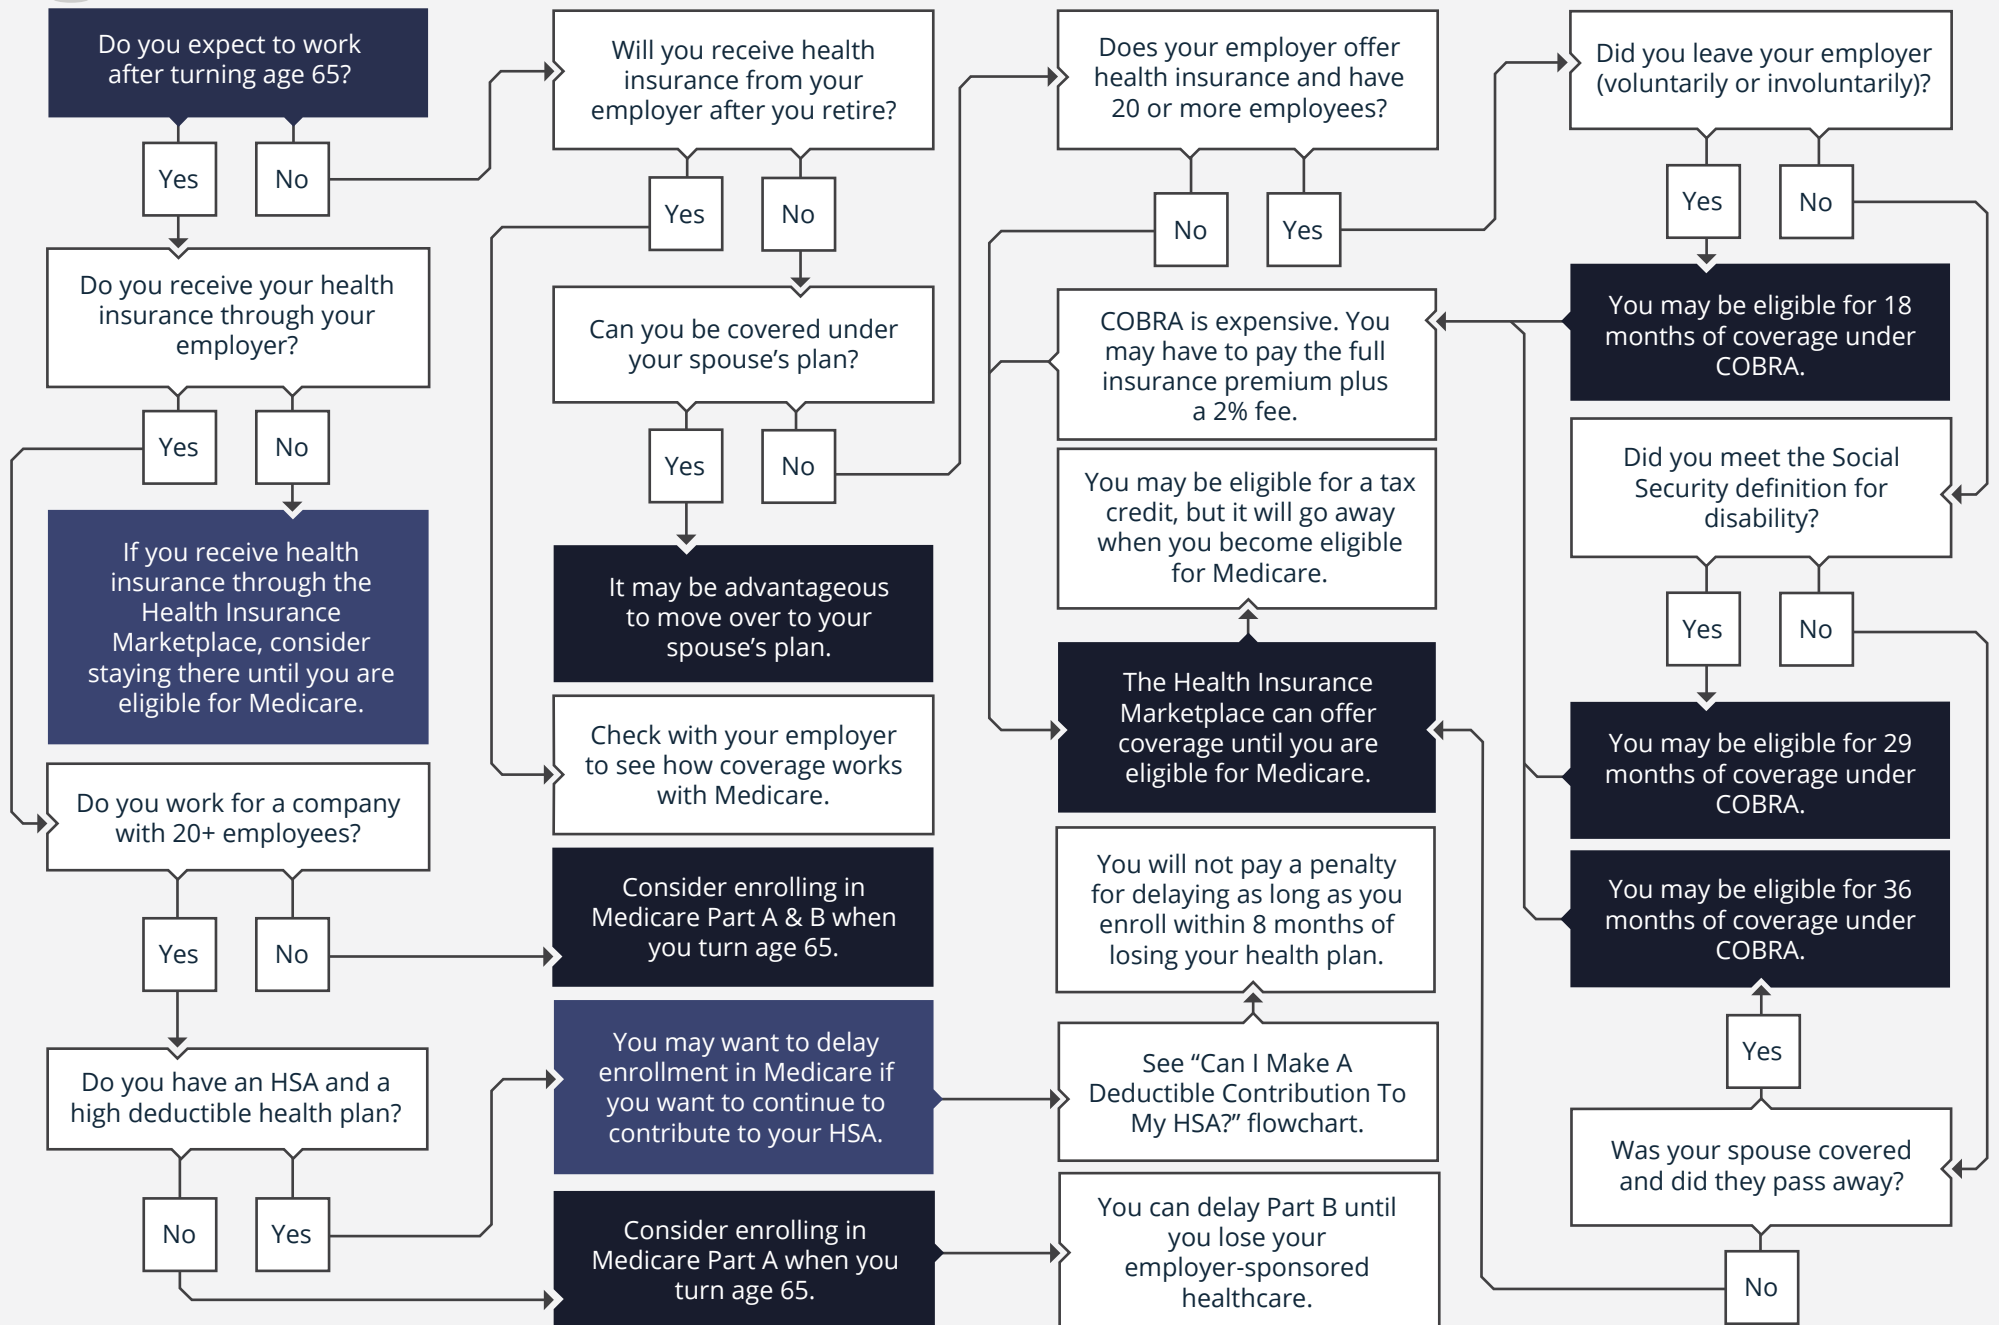 Do you expect to work
after turning age 65?
Yes
No
Do you receive your health
insurance through your
employer?
Yes
No
If you receive health
insurance through the
Health Insurance
Marketplace, consider
staying there until you are
eligible for Medicare.
Do you work for a company
with 20+ employees?
Yes
No
Do you have an HSA and a
high deductible health plan?
No
Yes
Will you receive health
insurance from your
employer after you retire?
Yes
No
Can you be covered under
your spouse’s plan?
Yes
No
It may be advantageous
to move over to your
spouse’s plan.
Check with your employer
to see how coverage works
with Medicare.
Consider enrolling in
Medicare Part A & B when
you turn age 65.
You may want to delay
enrollment in Medicare if
you want to continue to
contribute to your HSA.
Consider enrolling in
Medicare Part A when you
turn age 65.
Does your employer offer
health insurance and have
20 or more employees?
No
Yes
COBRA is expensive. You
may have to pay the full
insurance premium plus
a 2% fee.
You may be eligible for a tax
credit, but it will go away
when you become eligible
for Medicare.
The Health Insurance
Marketplace can offer
coverage until you are
eligible for Medicare.
You will not pay a penalty
for delaying as long as you
enroll within 8 months of
losing your health plan.
See “Can I Make A
Deductible Contribution To
My HSA?” flowchart.
You can delay Part B until
you lose your
employer-sponsored
healthcare.
Did you leave your employer
(voluntarily or involuntarily)?
Yes
No
You may be eligible for 18
months of coverage under
COBRA.
Did you meet the Social
Security definition for
disability?
Yes
No
You may be eligible for 29
months of coverage under
COBRA.
You may be eligible for 36
months of coverage under
COBRA.
Yes
Was your spouse covered
and did they pass away?
No